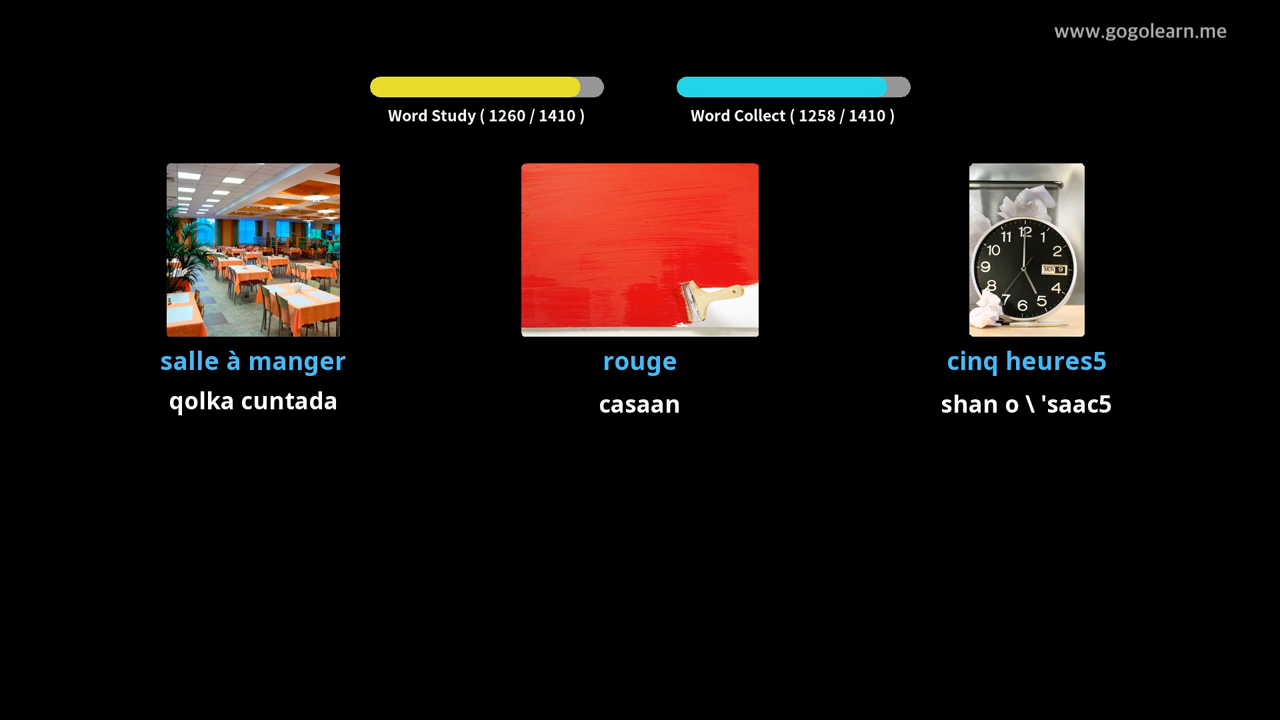 www.gogolearn.me
Word Study ( 1260 / 1410 )
Word Collect ( 1258 / 1410 )
salle à manger
rouge
cinq heures5
qolka cuntada
casaan
shan o \ 'saac5